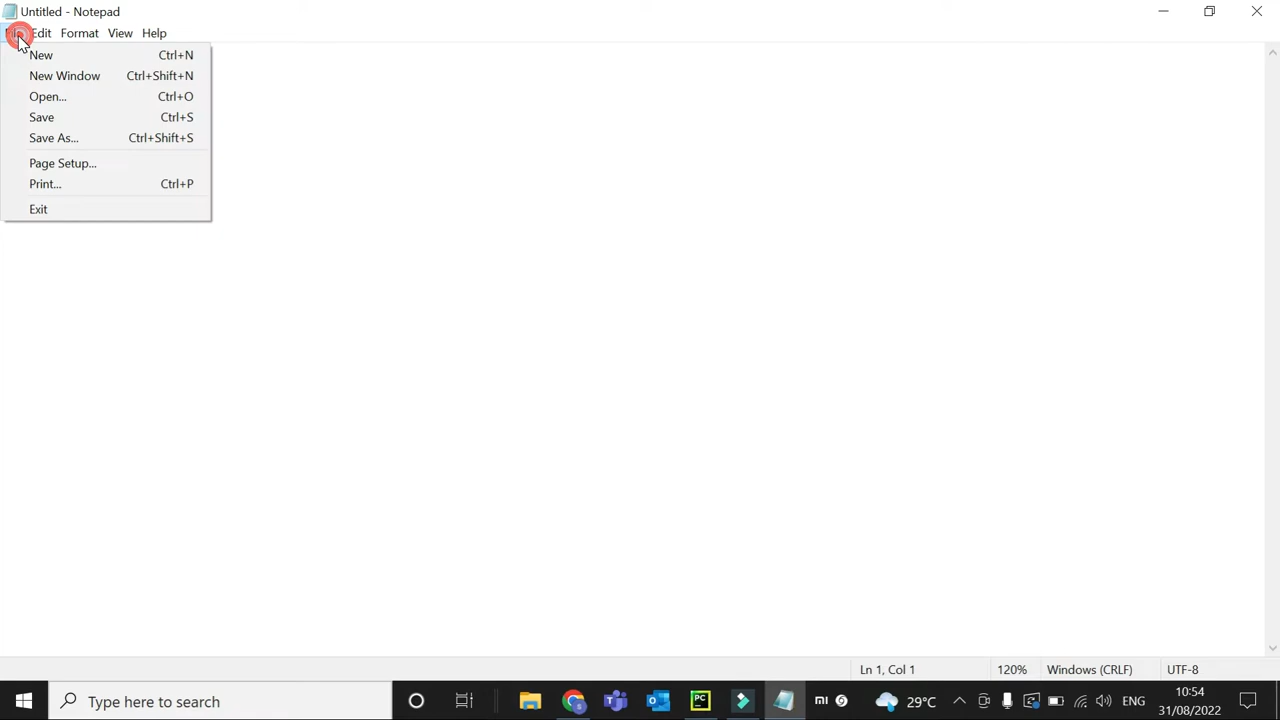 Untitled - Notepad
Edit Format View Help
New Ctrl+N
New Window Ctrl+Shift+N
Open... Ctrl+O
Save Ctrl+S
Save As... Ctrl+Shift+S
Page Setup...
Print... Ctrl+P
Exit
Ln 1, Col 1 120% Windows (CRLF) UTF-8
Type here to search PC mi 29°C ENG 10:54
31/08/2022